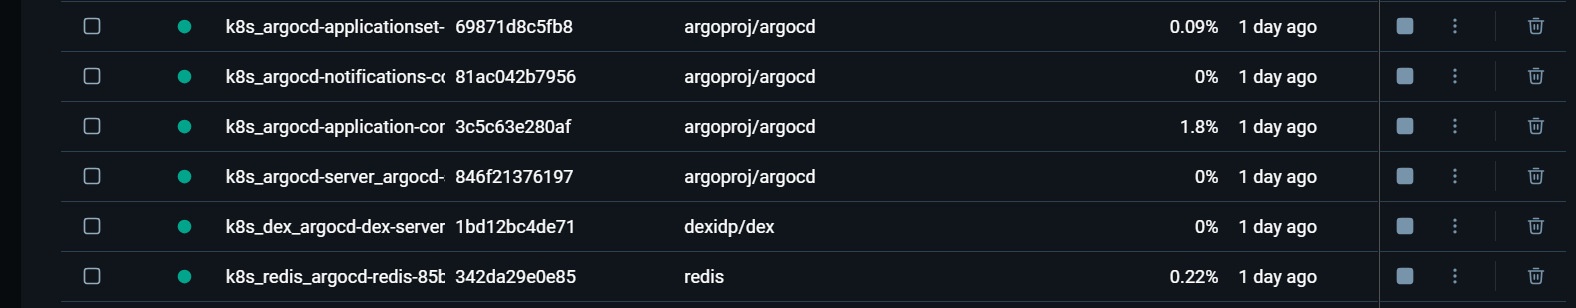 k8s_argocd-applicationset- 69871d8c5fb8 argoproj/argocd 0.09% 1 day ago
k8s_argocd-notifications-co 81ac042b7956 argoproj/argocd 0% 1 day ago
k8s_argocd-application-cor 3c5c63e280af argoproj/argocd 1.8% 1 day ago
k8s_argocd-server_argocd- 846f21376197 argoproj/argocd 0% 1 day ago
k8s_dex_argocd-dex-server 1bd12bc4de71 dexidp/dex 0% 1 day ago
k8s_redis_argocd-redis-85b 342da29e0e85 redis 0.22% 1 day ago